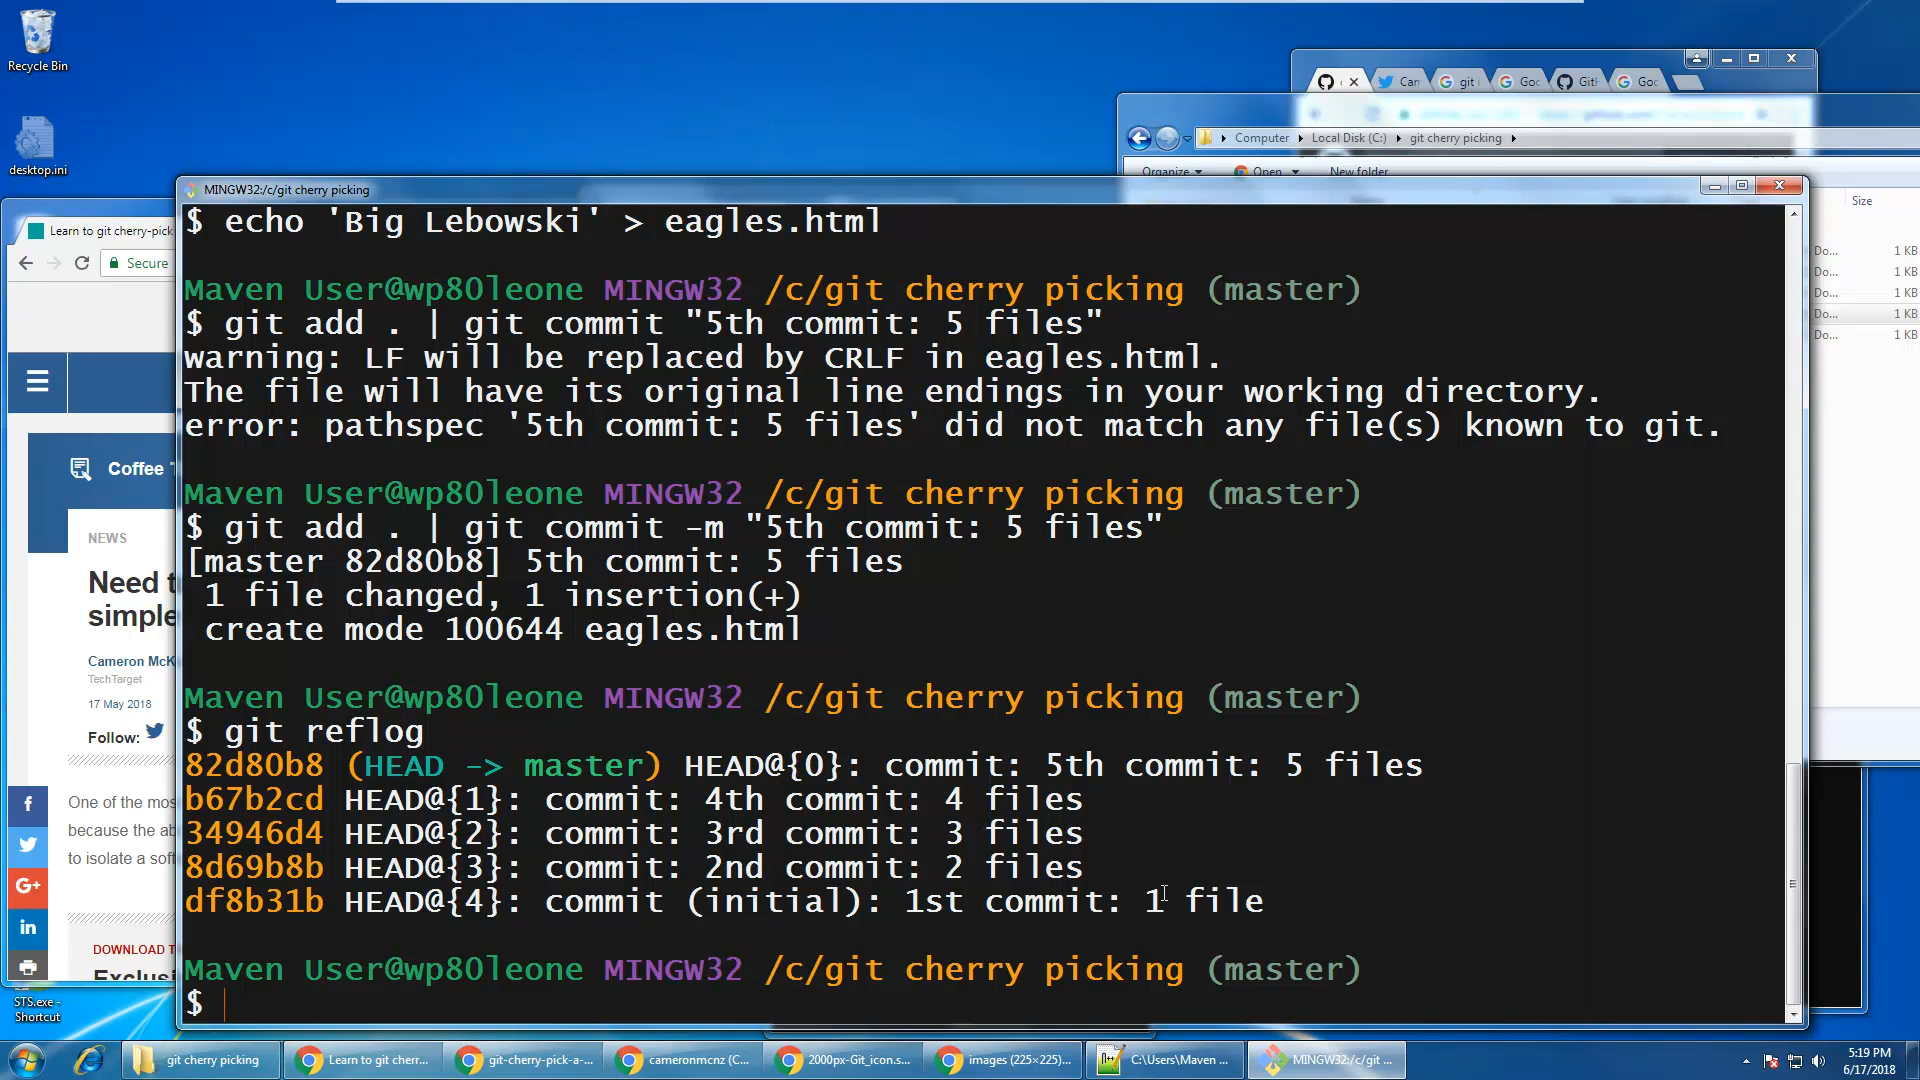 Recycle Bin
desktop.ini
Can
git i
Goo
Gith
Goo
Computer
Local Disk (C:)
git cherry picking
Organize
Open
New folder
Size
Do... 1 KB
Do... 1 KB
Do... 1 KB
Do... 1 KB
Do... 1 KB
Learn to git cherry-pick
Secure
Coffee
NEWS
Need
simple
Cameron McK
TechTarget
17 May 2018
Follow:
One of the mos
because the ab
to isolate a soft
DOWNLOAD T
Exclusi
MINGW32:/c/git cherry picking
$ echo 'Big Lebowski' > eagles.html
Maven User@wp80leone MINGW32 /c/git cherry picking (master)
$ git add . | git commit "5th commit: 5 files"
warning: LF will be replaced by CRLF in eagles.html.
The file will have its original line endings in your working directory.
error: pathspec '5th commit: 5 files' did not match any file(s) known to git.
Maven User@wp80leone MINGW32 /c/git cherry picking (master)
$ git add . | git commit -m "5th commit: 5 files"
[master 82d80b8] 5th commit: 5 files
1 file changed, 1 insertion(+)
create mode 100644 eagles.html
Maven User@wp80leone MINGW32 /c/git cherry picking (master)
$ git reflog
82d80b8 (HEAD -> master) HEAD@{0}: commit: 5th commit: 5 files
b67b2cd HEAD@{1}: commit: 4th commit: 4 files
34946d4 HEAD@{2}: commit: 3rd commit: 3 files
8d69b8b HEAD@{3}: commit: 2nd commit: 2 files
df8b31b HEAD@{4}: commit (initial): 1st commit: 1 file
Maven User@wp80leone MINGW32 /c/git cherry picking (master)
$
STS.exe -
Shortcut
git cherry picking
Learn to git cherr...
git-cherry-pick-a-...
cameronmcnz (C...
2000px-Git_icon.s...
images (225×225)...
C:\Users\Maven ...
MINGW32:/c/git ...
5:19 PM
6/17/2018